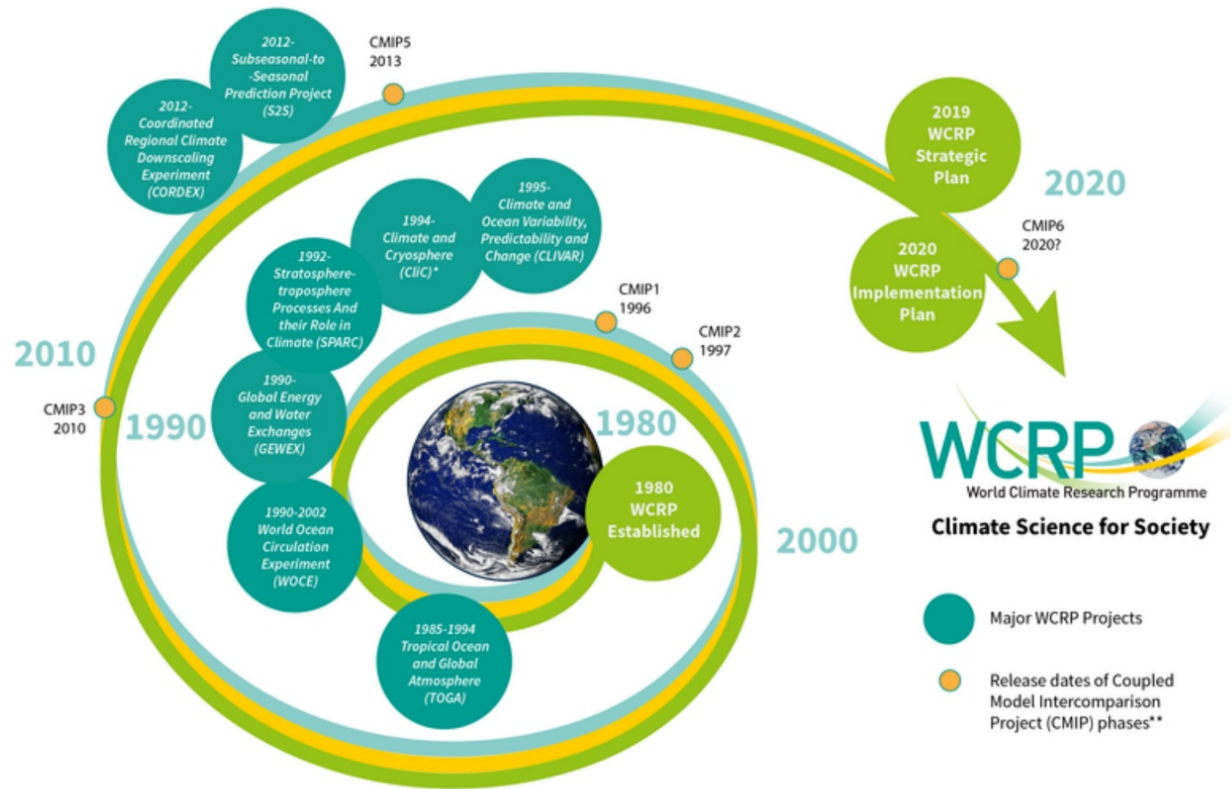 2012-
Subseasonal-to
-Seasonal
Prediction Project
(S2S)
CMIP5
2013
2012-
Coordinated
Regional Climate
Downscaling
Experiment
(CORDEX)
2019
WCRP
Strategic
Plan
2020
CMIP6
2020?
2020
WCRP
Implementation
Plan
1995-
Climate and
Ocean Variability,
Predictability and
Change (CLIVAR)
1994-
Climate and
Cryosphere
(CliC)*
1992-
Stratosphere-
troposphere
Processes And
their Role in
Climate (SPARC)
CMIP1
1996
CMIP2
1997
2010
CMIP3
2010
1990
1990-
Global Energy
and Water
Exchanges
(GEWEX)
1980
1980
WCRP
Established
2000
1990-2002
World Ocean
Circulation
Experiment
(WOCE)
1985-1994
Tropical Ocean
and Global
Atmosphere
(TOGA)
WCRP
World Climate Research Programme
Climate Science for Society
Major WCRP Projects
Release dates of Coupled
Model Intercomparison
Project (CMIP) phases**